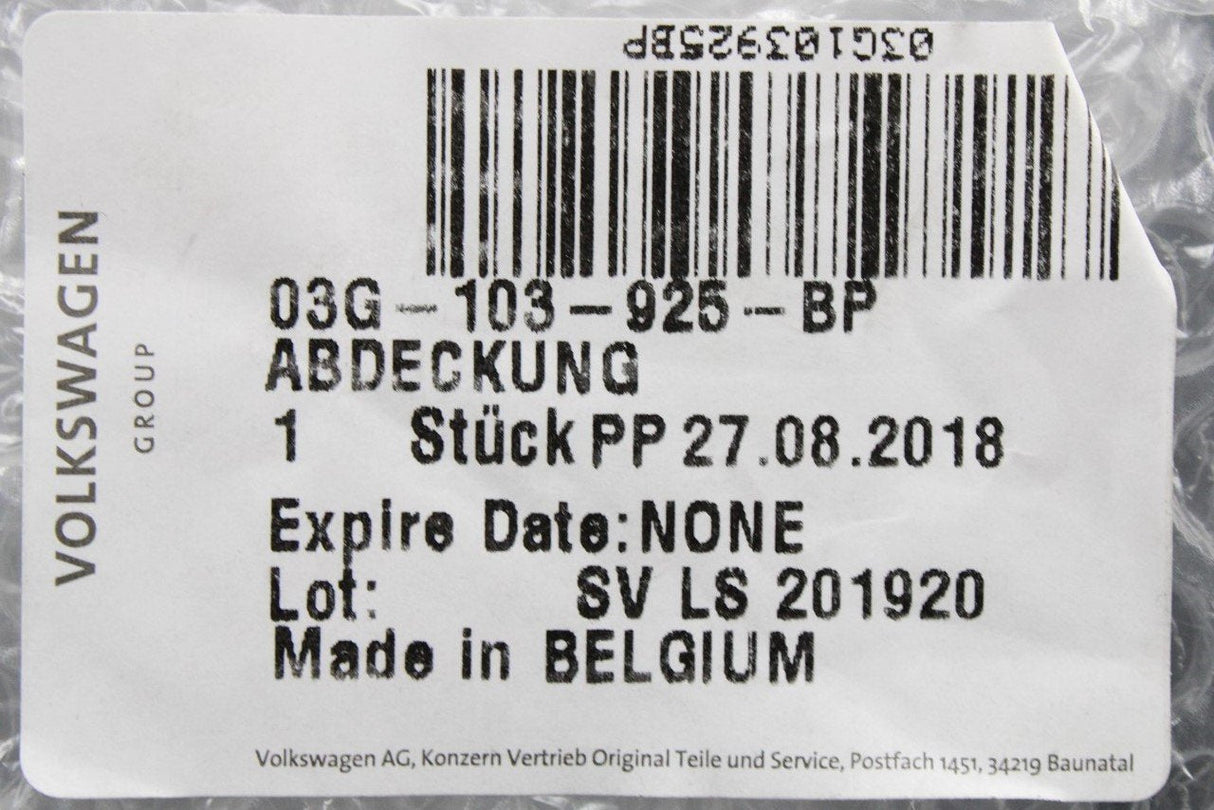 03G103925BP
03G-103-925-BP
ABDECKUNG
1 Stück PP 27.08.2018
Expire Date:NONE
Lot: SV LS 201920
Made in BELGIUM
Volkswagen AG, Konzern Vertrieb Original Teile und Service, Postfach 1451, 34219 Baunatal
VOLKSWAGEN
GROUP